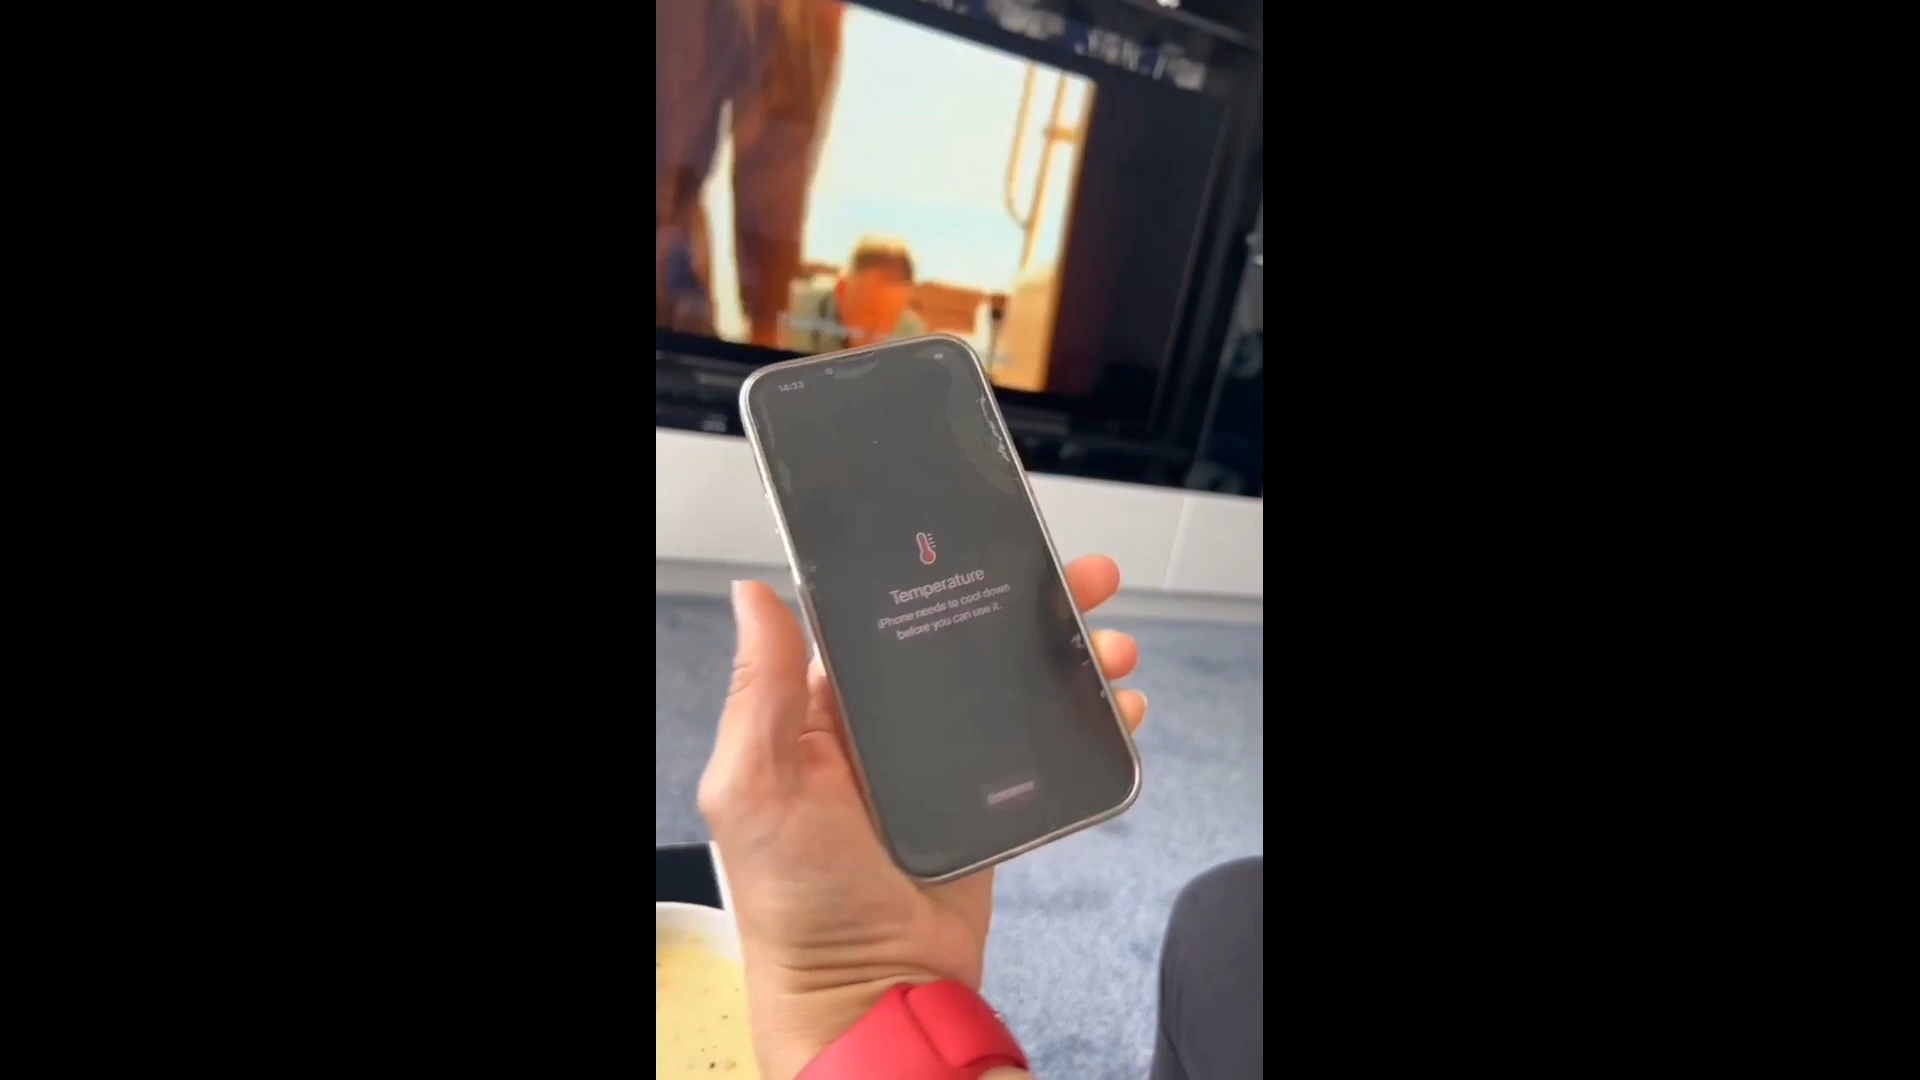 14:33
Temperature
iPhone needs to cool down
before you can use it.